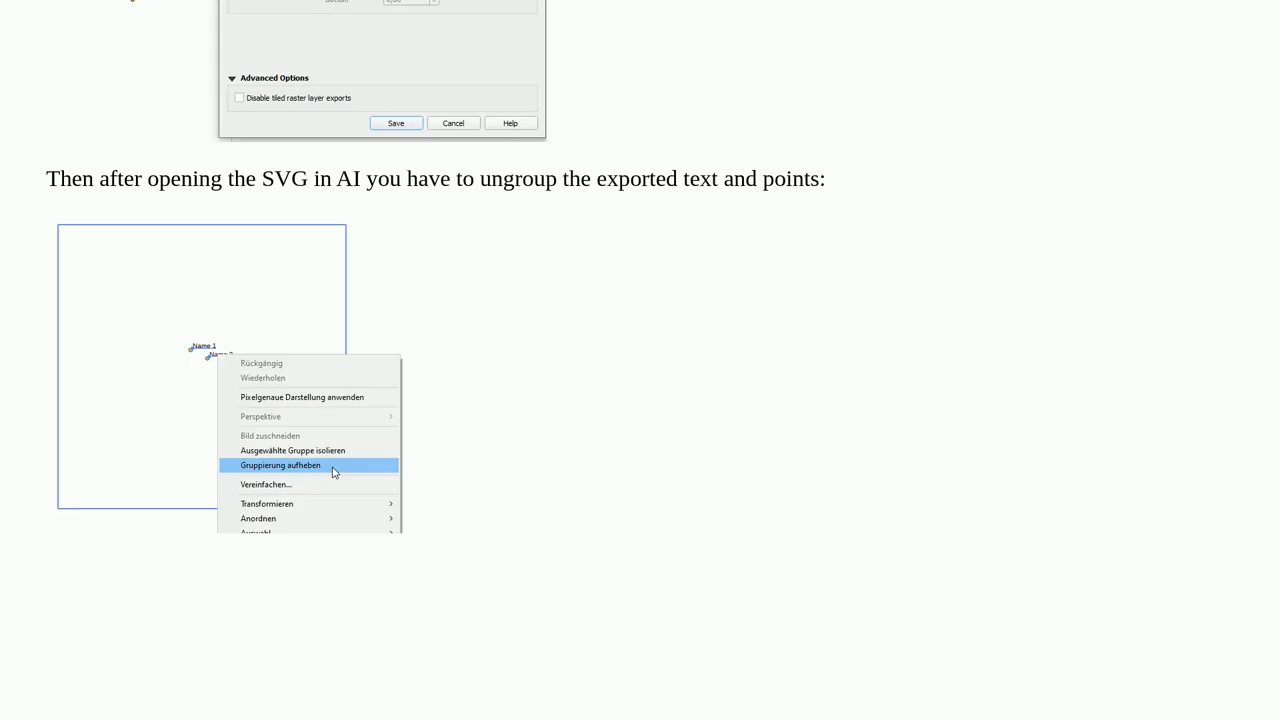 Advanced Options
Disable tiled raster layer exports
Save Cancel Help
Then after opening the SVG in AI you have to ungroup the exported text and points:
Name 1
Rückgängig
Wiederholen
Pixelgenaue Darstellung anwenden
Perspektive
Bild zuschneiden
Ausgewählte Gruppe isolieren
Gruppierung aufheben
Vereinfachen...
Transformieren
Anordnen